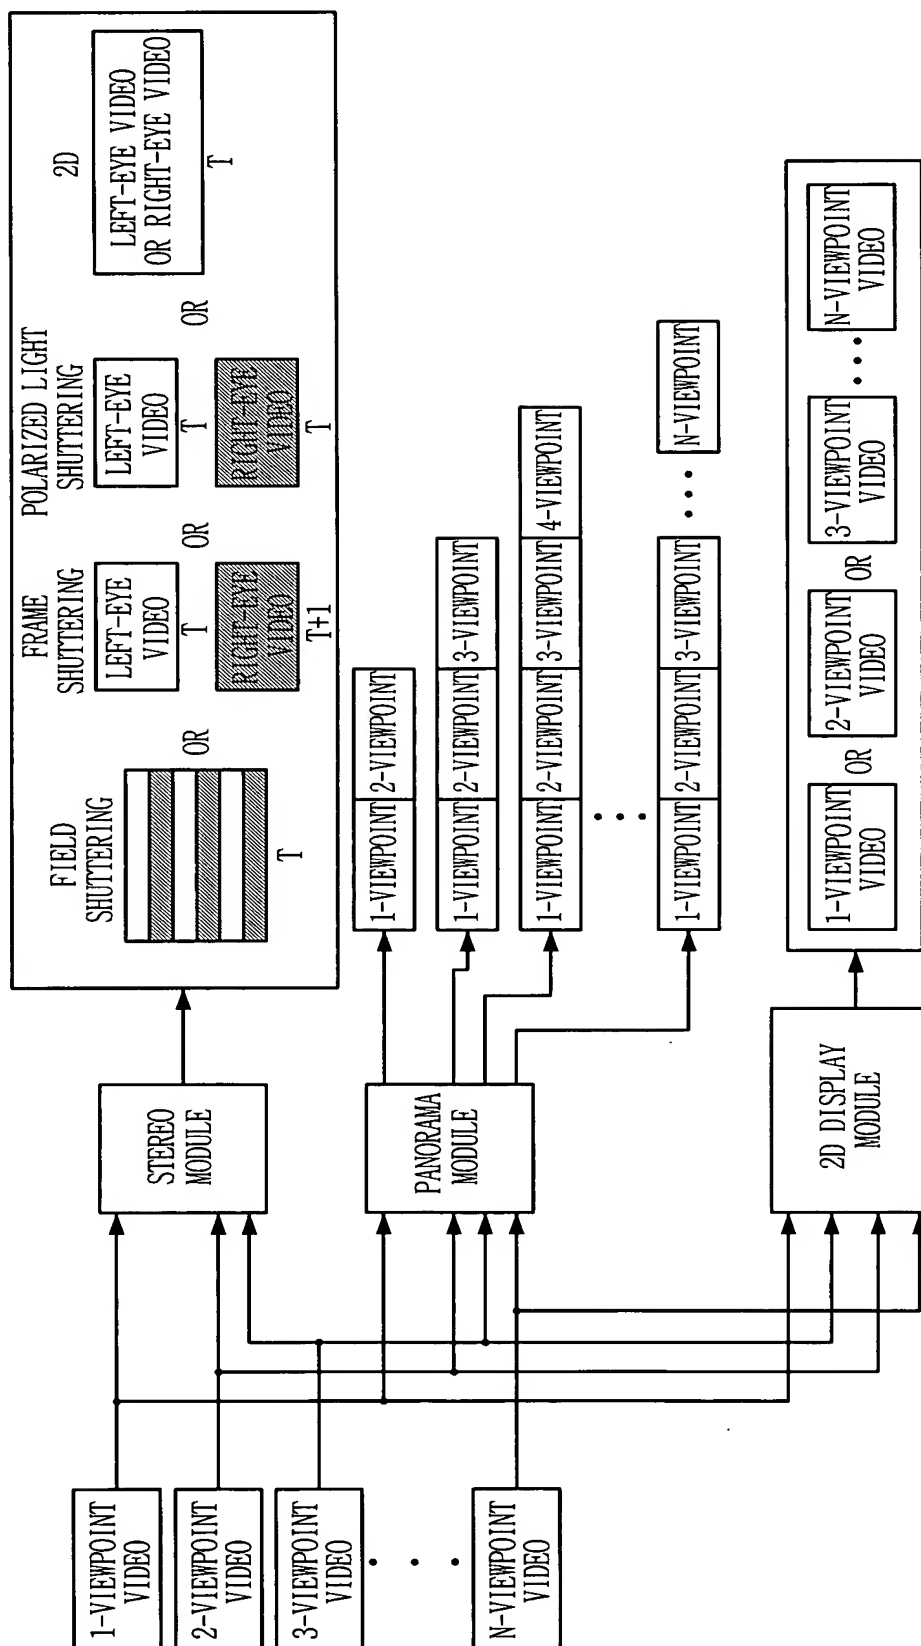 1-VIEWPOINT
VIDEO
2-VIEWPOINT
VIDEO
3-VIEWPOINT
VIDEO
N-VIEWPOINT
VIDEO
STEREO
MODULE
PANORAMA
MODULE
2D DISPLAY
MODULE
FIELD
SHUTTERING
T
OR
FRAME
SHUTTERING
LEFT-EYE
VIDEO
T
RIGHT-EYE
VIDEO
T+1
OR
POLARIZED LIGHT
SHUTTERING
LEFT-EYE
VIDEO
T
RIGHT-EYE
VIDEO
T
OR
2D
LEFT-EYE VIDEO
OR RIGHT-EYE VIDEO
T
1-VIEWPOINT 2-VIEWPOINT
1-VIEWPOINT 2-VIEWPOINT 3-VIEWPOINT
1-VIEWPOINT 2-VIEWPOINT 3-VIEWPOINT 4-VIEWPOINT
1-VIEWPOINT 2-VIEWPOINT 3-VIEWPOINT ... N-VIEWPOINT
1-VIEWPOINT
VIDEO
OR
2-VIEWPOINT
VIDEO
OR
3-VIEWPOINT
VIDEO
...
N-VIEWPOINT
VIDEO